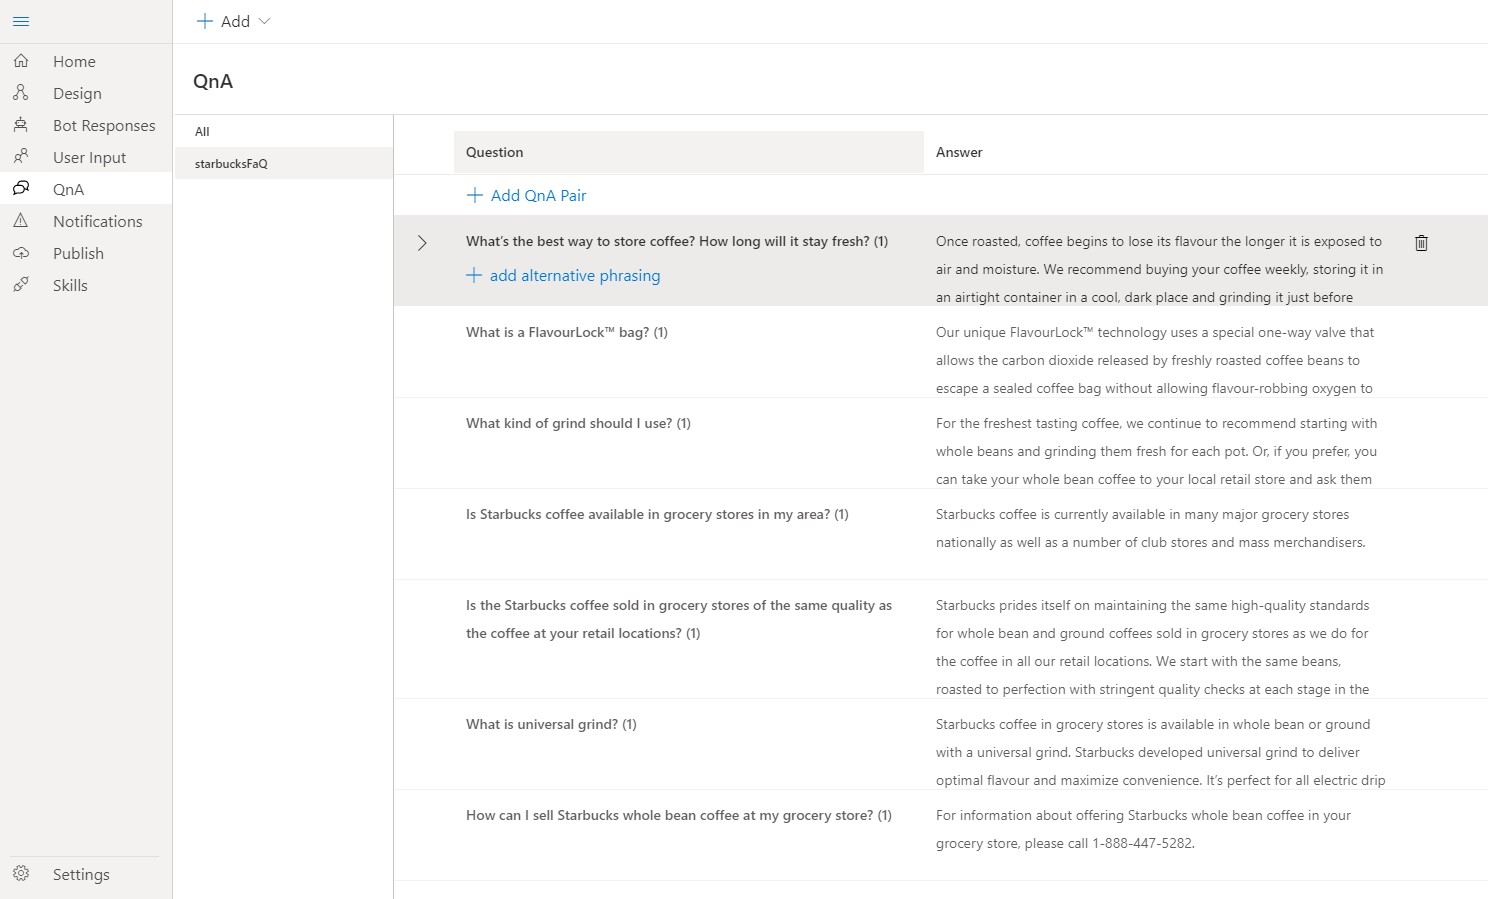 Add
Home
Design
Bot Responses
User Input
QnA
Notifications
Publish
Skills
Settings
QnA
All
starbucksFaQ
Question
Answer
Add QnA Pair
What's the best way to store coffee? How long will it stay fresh? (1)
add alternative phrasing
Once roasted, coffee begins to lose its flavour the longer it is exposed to
air and moisture. We recommend buying your coffee weekly, storing it in
an airtight container in a cool, dark place and grinding it just before
What is a FlavourLock™ bag? (1)
Our unique FlavourLock™ technology uses a special one-way valve that
allows the carbon dioxide released by freshly roasted coffee beans to
escape a sealed coffee bag without allowing flavour-robbing oxygen to
What kind of grind should I use? (1)
For the freshest tasting coffee, we continue to recommend starting with
whole beans and grinding them fresh for each pot. Or, if you prefer, you
can take your whole bean coffee to your local retail store and ask them
Is Starbucks coffee available in grocery stores in my area? (1)
Starbucks coffee is currently available in many major grocery stores
nationally as well as a number of club stores and mass merchandisers.
Is the Starbucks coffee sold in grocery stores of the same quality as
the coffee at your retail locations? (1)
Starbucks prides itself on maintaining the same high-quality standards
for whole bean and ground coffees sold in grocery stores as we do for
the coffee in all our retail locations. We start with the same beans,
roasted to perfection with stringent quality checks at each stage in the
What is universal grind? (1)
Starbucks coffee in grocery stores is available in whole bean or ground
with a universal grind. Starbucks developed universal grind to deliver
optimal flavour and maximize convenience. It's perfect for all electric drip
How can I sell Starbucks whole bean coffee at my grocery store? (1)
For information about offering Starbucks whole bean coffee in your
grocery store, please call 1-888-447-5282.